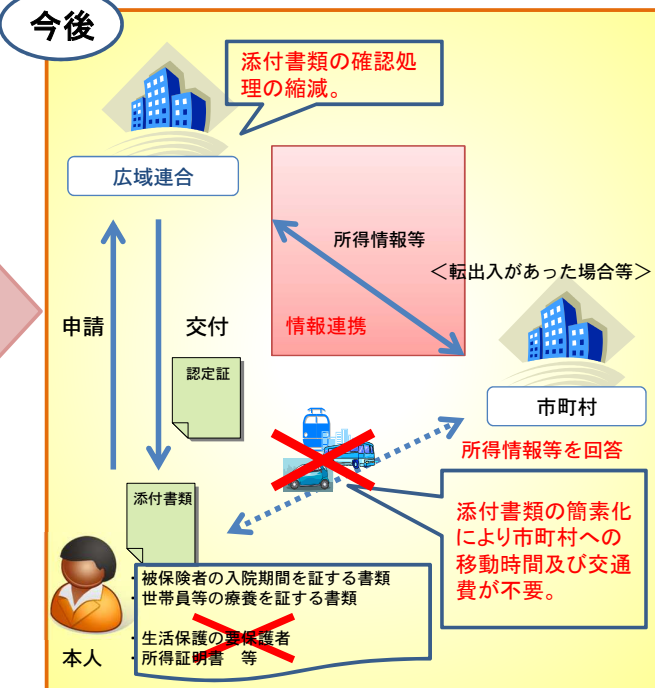 今後
添付書類の確認処
理の縮減。
広域連合
所得情報等
＜転出入があった場合等＞
申請
交付
情報連携
認定証
市町村
所得情報等を回答
添付書類
添付書類の簡素化
により市町村への
移動時間及び交通
費が不要。
・被保険者の入院期間を証する書類
・世帯員等の療養を証する書類
・生活保護の要保護者
・所得証明書　等
本人